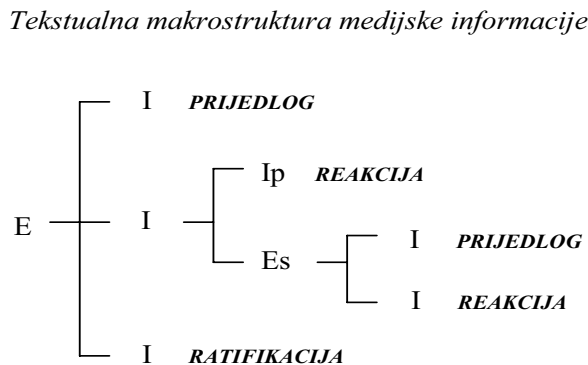 Tekstualna makrostruktura medijske informacije
I PRIJEDLOG
Ip REAKCIJA
E I
I PRIJEDLOG
Es
I REAKCIJA
I RATIFIKACIJA